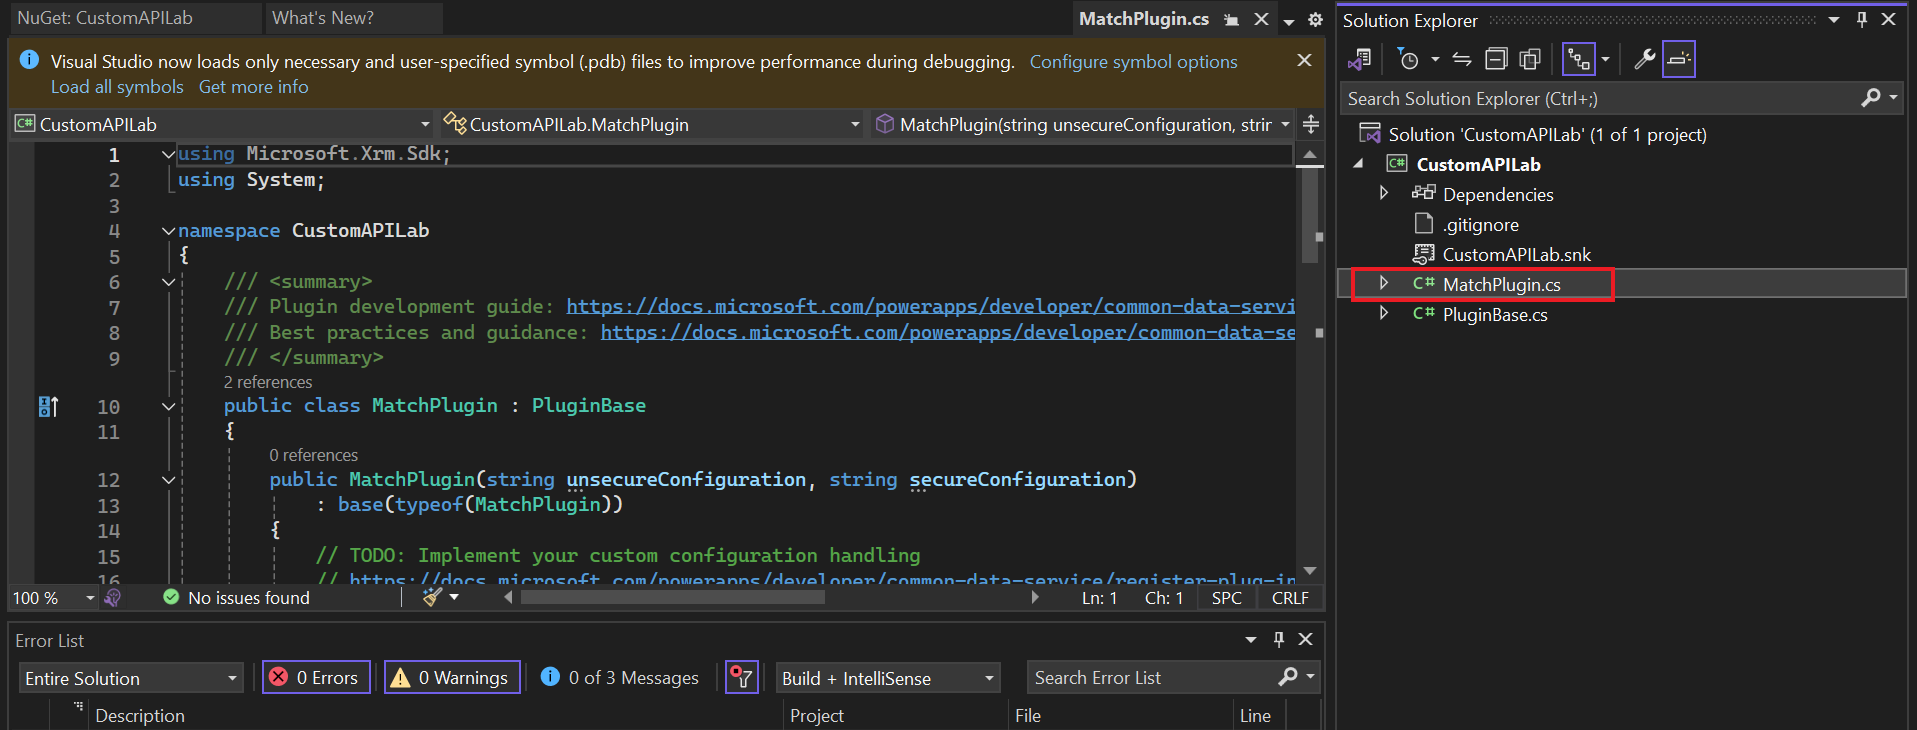 NuGet: CustomAPILab
What's New?
MatchPlugin.cs
Visual Studio now loads only necessary and user-specified symbol (.pdb) files to improve performance during debugging. Configure symbol options
Load all symbols Get more info
C# CustomAPILab
CustomAPILab.MatchPlugin
MatchPlugin(string unsecureConfiguration, strin
1 using Microsoft.Xrm.Sdk;
2 using System;
3
4 namespace CustomAPILab
5 {
6 /// <summary>
7 /// Plugin development guide: https://docs.microsoft.com/powerapps/developer/common-data-servi
8 /// Best practices and guidance: https://docs.microsoft.com/powerapps/developer/common-data-se
9 /// </summary>
2 references
10 public class MatchPlugin : PluginBase
11 {
0 references
12 public MatchPlugin(string unsecureConfiguration, string secureConfiguration)
13 : base(typeof(MatchPlugin))
14 {
15 // TODO: Implement your custom configuration handling
16 // https://docs.microsoft.com/powerapps/developer/common-data-service/register-plug-in
100 % No issues found Ln: 1 Ch: 1 SPC CRLF
Error List
Entire Solution 0 Errors 0 Warnings 0 of 3 Messages Build + IntelliSense Search Error List
Description Project File Line
Solution Explorer
Search Solution Explorer (Ctrl+;)
Solution 'CustomAPILab' (1 of 1 project)
C# CustomAPILab
Dependencies
.gitignore
CustomAPILab.snk
C# MatchPlugin.cs
C# PluginBase.cs